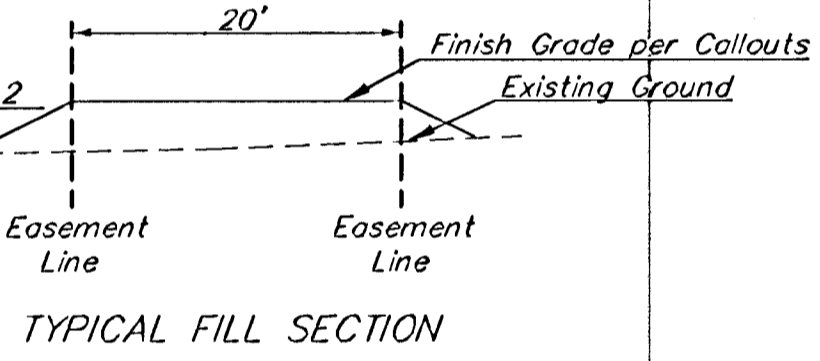 20'
Finish Grade per Callouts
2
Existing Ground
Easement
Line
Easement
Line
TYPICAL FILL SECTION